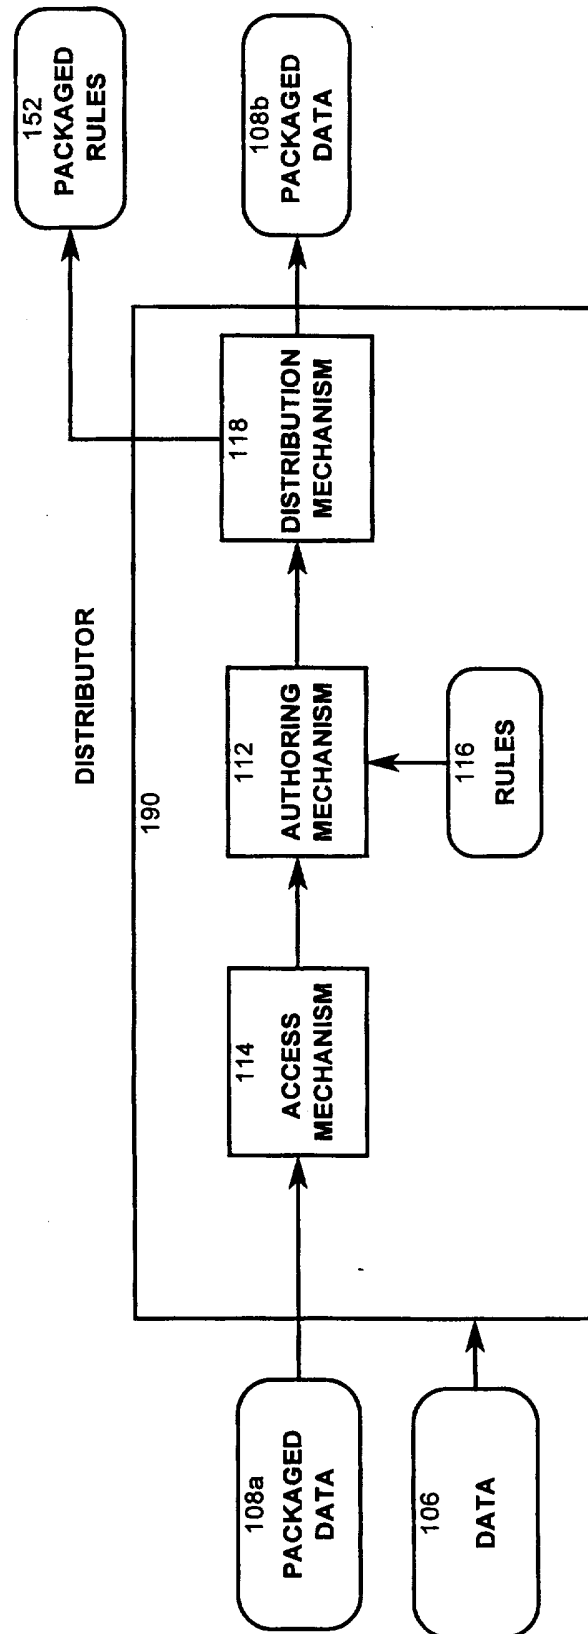 DISTRIBUTOR
190
108a
PACKAGED
DATA
106
DATA
114
ACCESS
MECHANISM
112
AUTHORING
MECHANISM
116
RULES
118
DISTRIBUTION
MECHANISM
152
PACKAGED
RULES
108b
PACKAGED
DATA